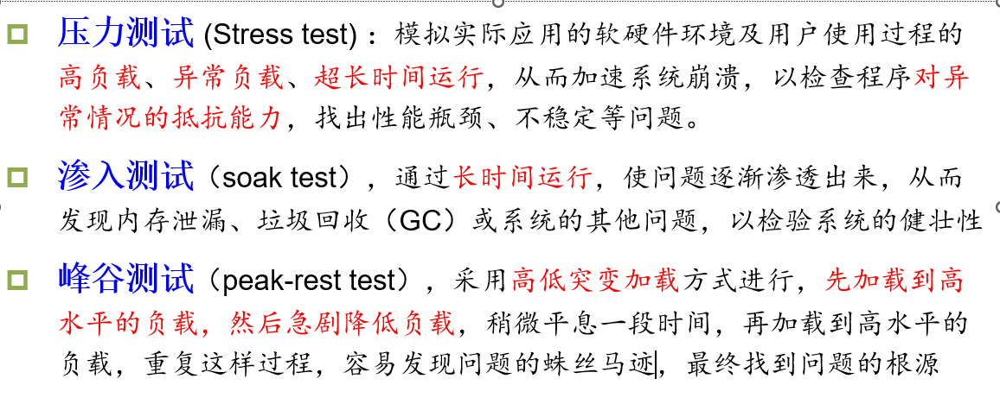 压力测试 (Stress test) ：模拟实际应用的软硬件环境及用户使用过程的
高负载、异常负载、超长时间运行，从而加速系统崩溃，以检查程序对异
常情况的抵抗能力，找出性能瓶颈、不稳定等问题。
渗入测试（soak test），通过长时间运行，使问题逐渐渗透出来，从而
发现内存泄漏、垃圾回收（GC）或系统的其他问题，以检验系统的健壮性
峰谷测试（peak-rest test），采用高低突变加载方式进行，先加载到高
水平的负载，然后急剧降低负载，稍微平息一段时间，再加载到高水平的
负载，重复这样过程，容易发现问题的蛛丝马迹，最终找到问题的根源